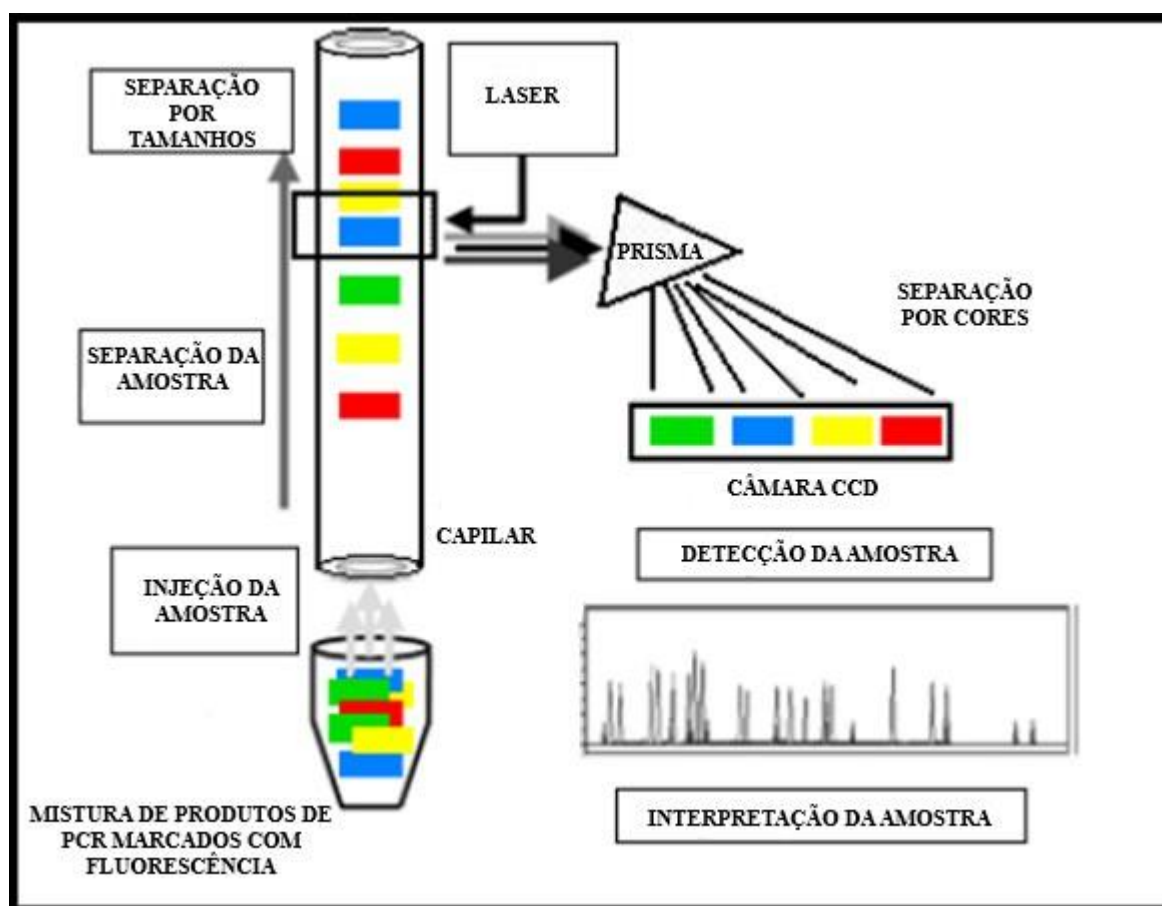 SEPARAÇÃO
POR
TAMANHOS
LASER
PRISMA
SEPARAÇÃO
POR CORES
SEPARAÇÃO DA
AMOSTRA
CÂMARA CCD
CAPILAR
DETECÇÃO DA AMOSTRA
INJEÇÃO DA
AMOSTRA
MISTURA DE PRODUTOS DE
PCR MARCADOS COM
FLUORESCÊNCIA
INTERPRETAÇÃO DA AMOSTRA